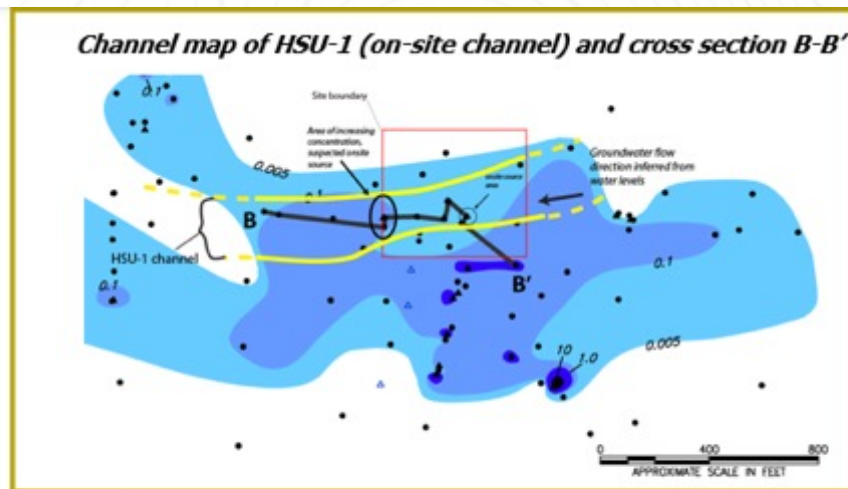 Channel map of HSU-1 (on-site channel) and cross section B-B'
Site boundary
Area of increasing
concentration,
suspected onsite
source
0.1
0.005
0.1
source
area
Groundwater flow
direction inferred from
water levels
B
HSU-1 channel
B'
0.1
0.1
0.005
10
1.0
0 400 800
APPROXIMATE SCALE IN FEET